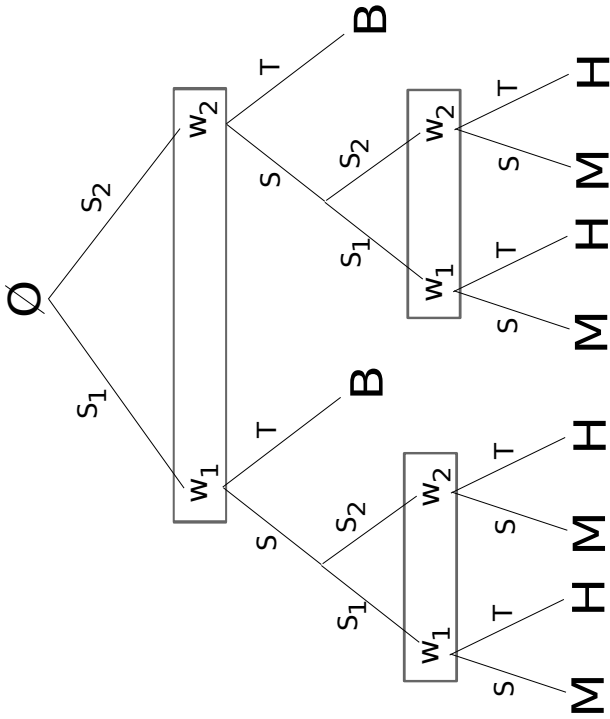 Ø
S1 S2
w1 w2
S T S T
B B
S1 S2 S1 S2
w1 w2 w1 w2
S T S T S T S T
M H M H M H M H